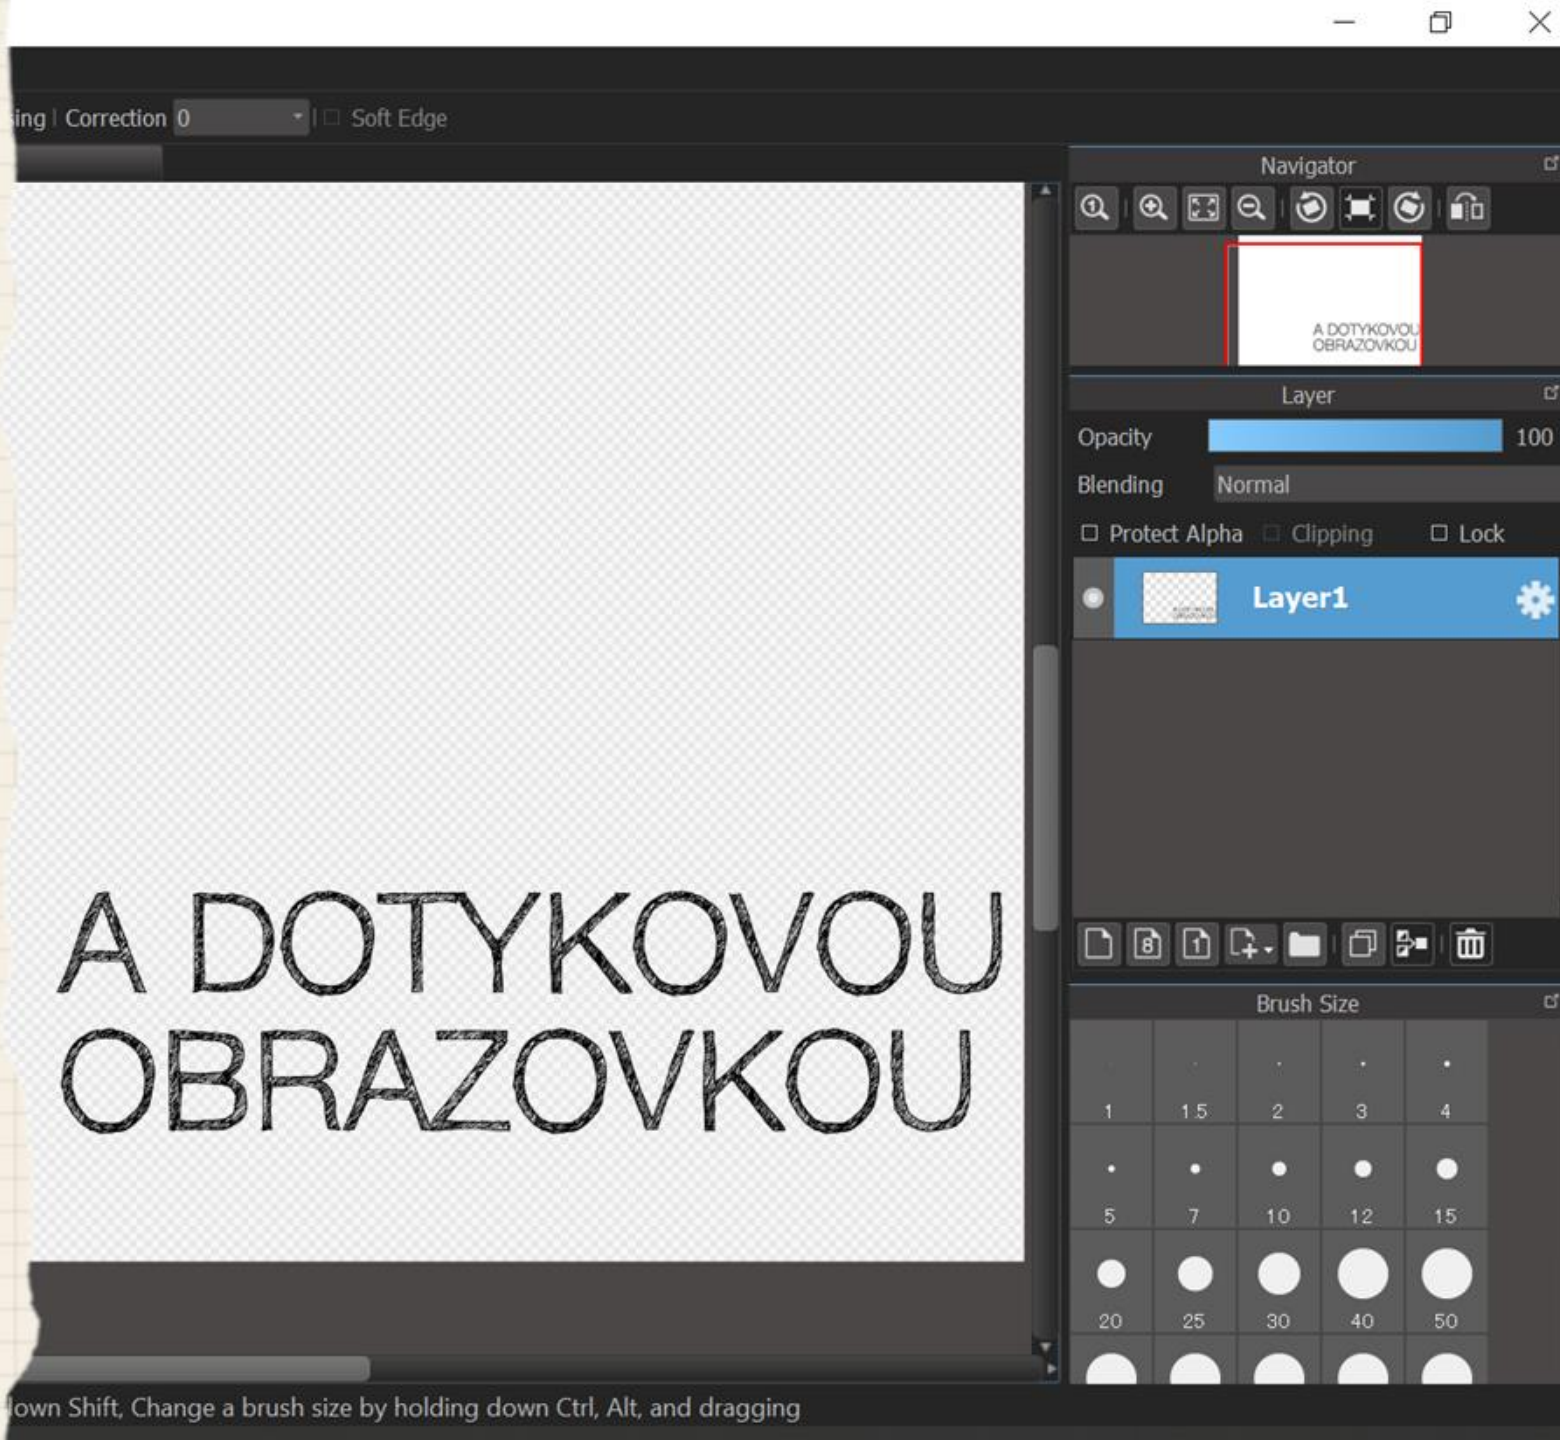 ing Correction 0 Soft Edge
Navigator
A DOTYKOVOU
OBRAZOVKOU
Layer
Opacity 100
Blending Normal
Protect Alpha Clipping Lock
Layer1
A DOTYKOVOU
OBRAZOVKOU
8 1
Brush Size
1 1.5 2 3 4
5 7 10 12 15
20 25 30 40 50
own Shift, Change a brush size by holding down Ctrl, Alt, and dragging